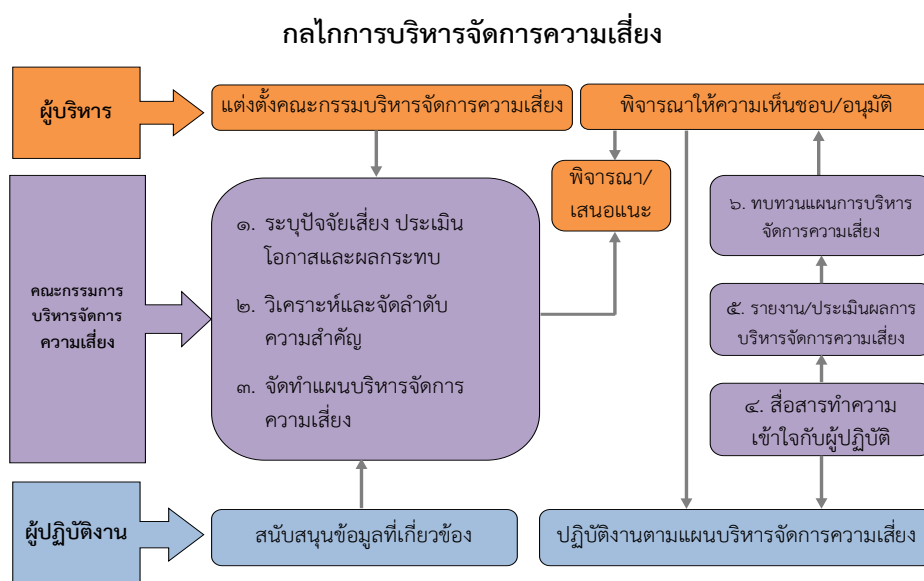 กลไกการบริหารจัดการความเสี่ยง
ผู้บริหาร
แต่งตั้งคณะกรรมบริหารจัดการความเสี่ยง
พิจารณาให้ความเห็นชอบ/อนุมัติ
พิจารณา/
เสนอแนะ
คณะกรรมการ
บริหารจัดการ
ความเสี่ยง
๑. ระบุปัจจัยเสี่ยง ประเมิน
โอกาสและผลกระทบ
๒. วิเคราะห์และจัดลำดับ
ความสำคัญ
๓. จัดทำแผนบริหารจัดการ
ความเสี่ยง
๖. ทบทวนแผนการบริหาร
จัดการความเสี่ยง
๕. รายงาน/ประเมินผลการ
บริหารจัดการความเสี่ยง
๔. สื่อสารทำความ
เข้าใจกับผู้ปฏิบัติ
ผู้ปฏิบัติงาน
สนับสนุนข้อมูลที่เกี่ยวข้อง
ปฏิบัติงานตามแผนบริหารจัดการความเสี่ยง